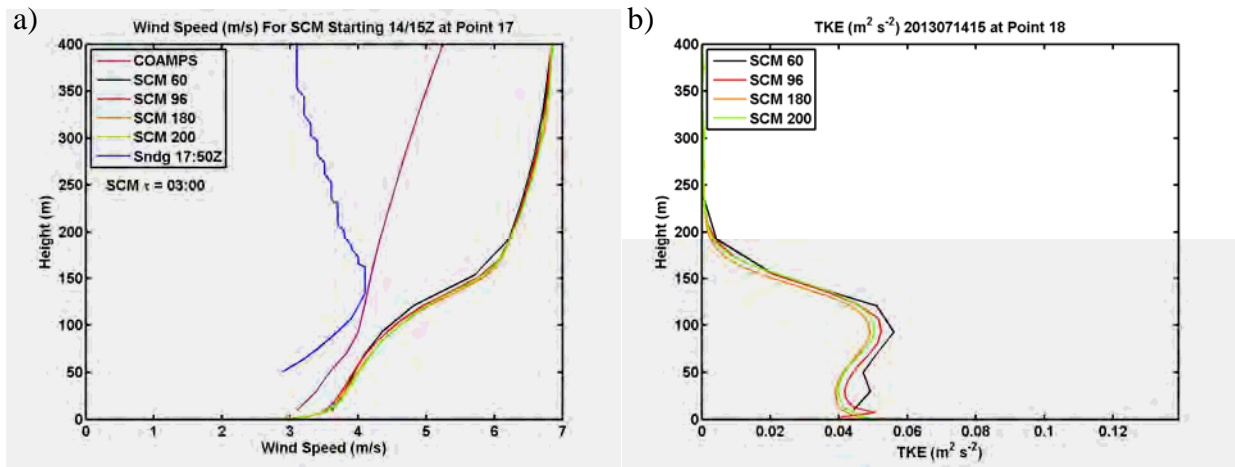 a)
Wind Speed (m/s) For SCM Starting 14/15Z at Point 17
400
350
300
250
200
150
100
50
0
Height (m)
COAMPS
SCM 60
SCM 96
SCM 180
SCM 200
Sndg 17:50Z
SCM τ = 03:00
0 1 2 3 4 5 6 7
Wind Speed (m/s)
b)
TKE (m² s⁻²) 2013071415 at Point 18
400
350
300
250
200
150
100
50
0
Height (m)
SCM 60
SCM 96
SCM 180
SCM 200
0 0.02 0.04 0.06 0.08 0.1 0.12
TKE (m² s⁻²)